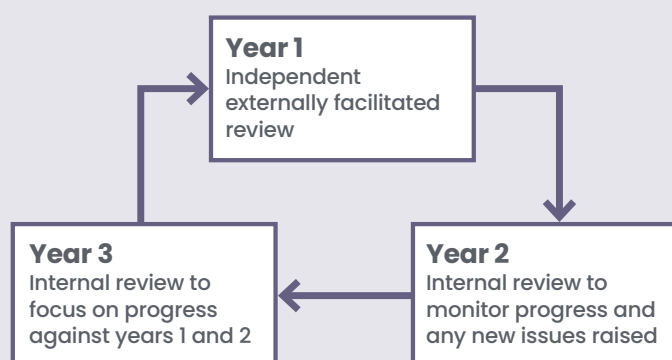 Year 1
Independent
externally facilitated
review
Year 2
Internal review to
monitor progress and
any new issues raised
Year 3
Internal review to
focus on progress
against years 1 and 2